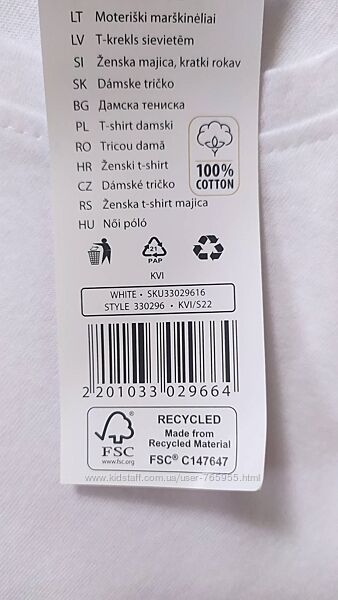 LT Moteriški marškinėliai
LV T-krekls sievietēm
SI Ženska majica, kratki rokav
SK Dámske tričko
BG Дамска тениска
PL T-shirt damski
RO Tricou damă
HR Ženski t-shirt
CZ Dámské tričko
RS Ženska t-shirt majica
HU Női póló
100%
COTTON
21
PAP
KVI
WHITE • SKU33029616
STYLE 330296 • KVI/S22
2 201033 029664
FSC
www.fsc.org
RECYCLED
Made from
Recycled Material
FSC® C147647
www.kidstaff.com.ua/user-765955.html